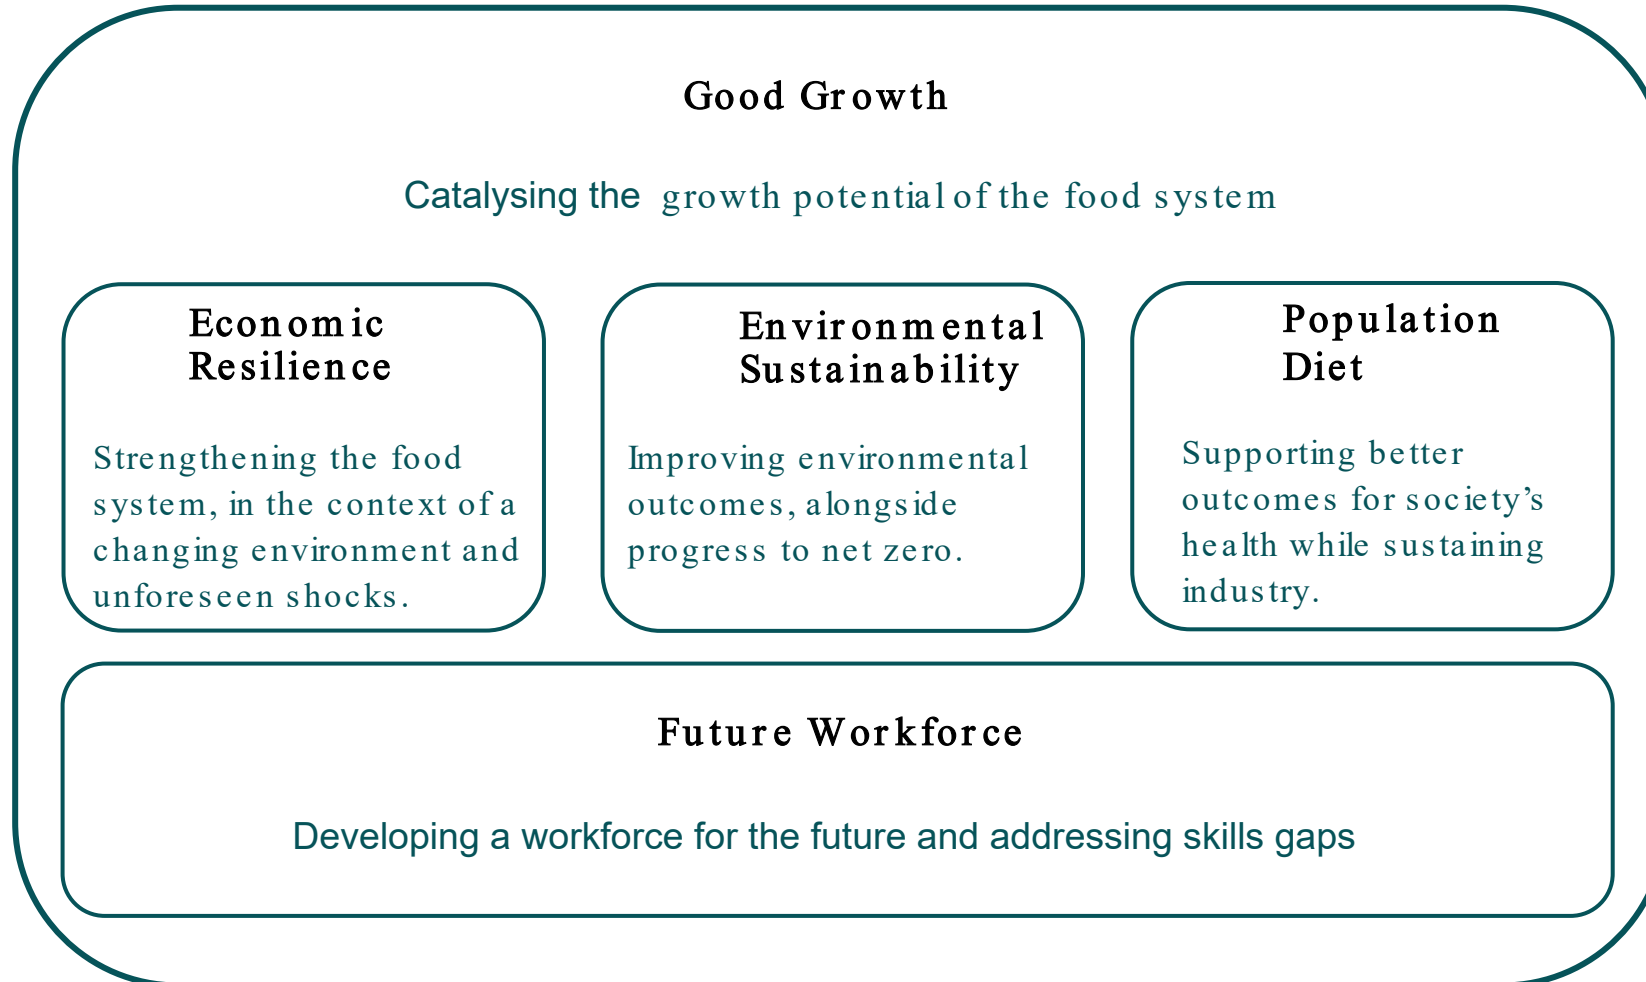 Good Growth
Catalysing the growth potential of the food system
Economic
Resilience
Strengthening the food
system, in the context of a
changing environment and
unforeseen shocks.
Environmental
Sustainability
Improving environmental
outcomes, alongside
progress to net zero.
Population
Diet
Supporting better
outcomes for society’s
health while sustaining
industry.
Future Workforce
Developing a workforce for the future and addressing skills gaps